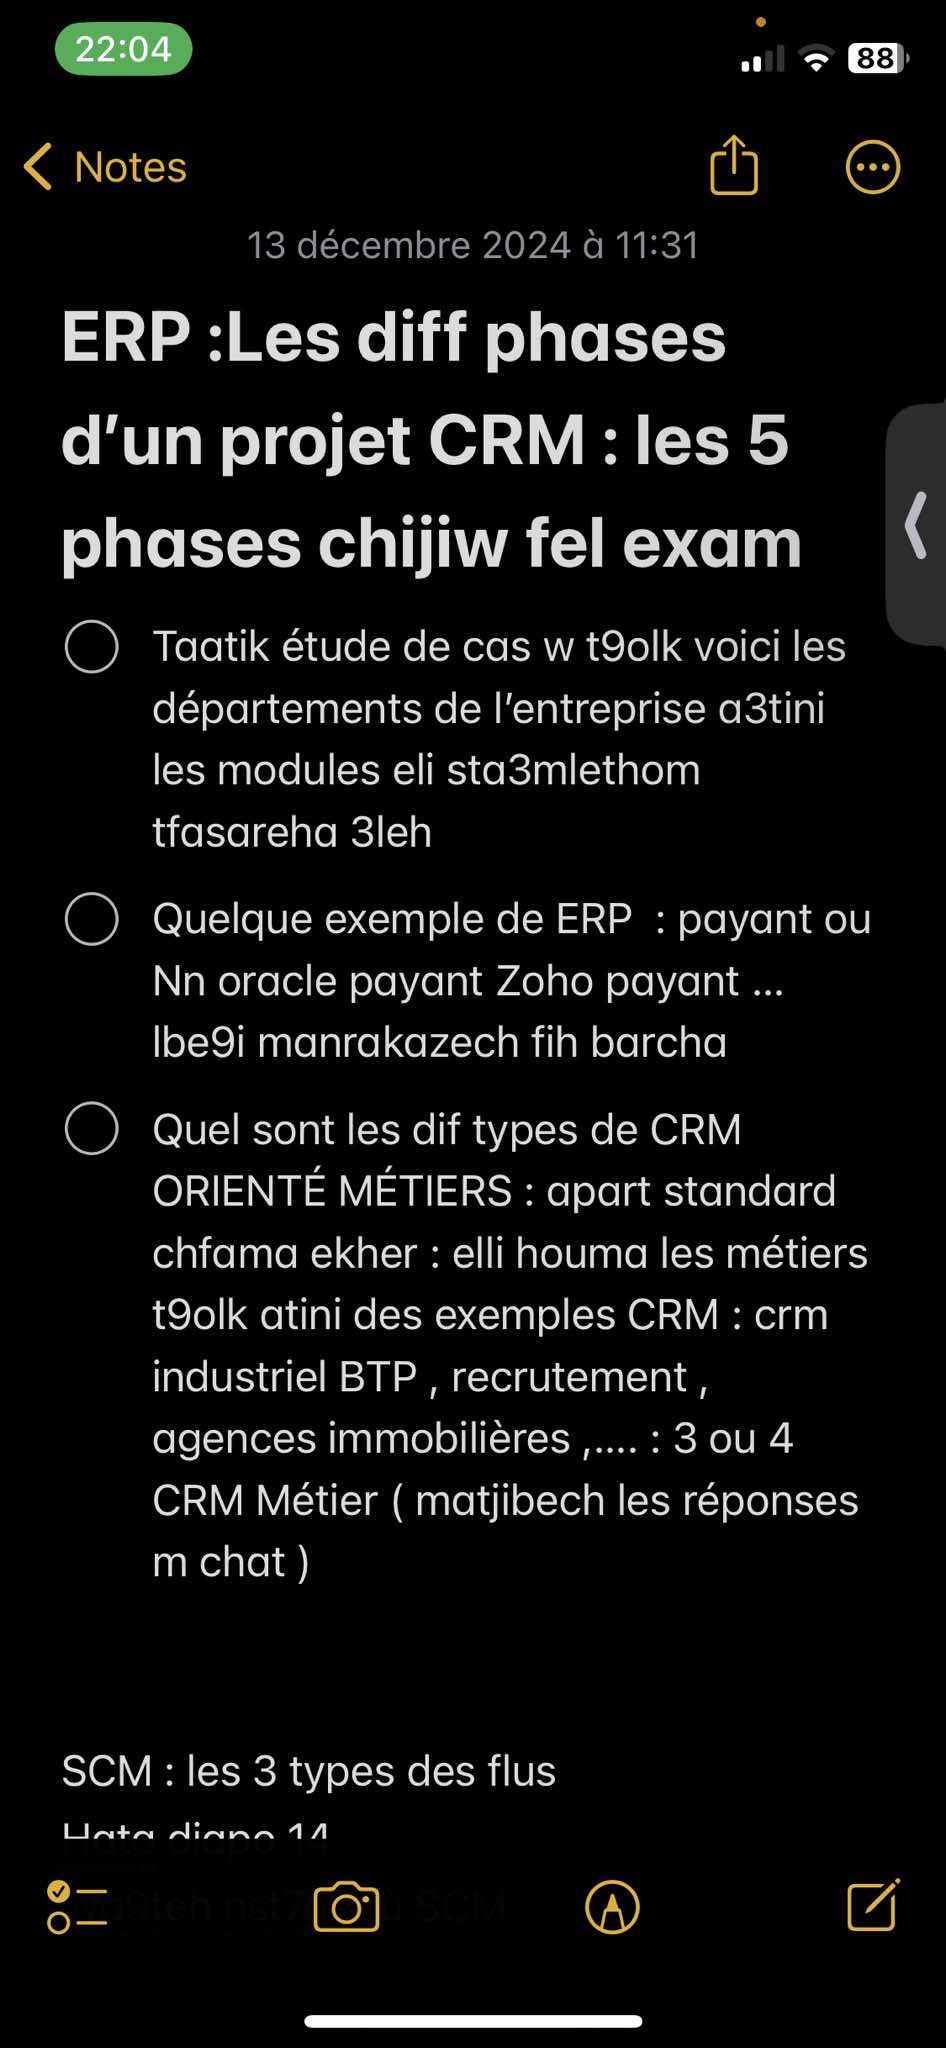 22:04
88
Notes
13 décembre 2024 à 11:31
ERP :Les diff phases
d’un projet CRM : les 5
phases chijiw fel exam
Taatik étude de cas w t9olk voici les
départements de l’entreprise a3tini
les modules eli sta3mlethom
tfasareha 3leh
Quelque exemple de ERP  : payant ou
Nn oracle payant Zoho payant ...
lbe9i manrakazech fih barcha
Quel sont les dif types de CRM
ORIENTÉ MÉTIERS : apart standard
chfama ekher : elli houma les métiers
t9olk atini des exemples CRM : crm
industriel BTP , recrutement ,
agences immobilières ,.... : 3 ou 4
CRM Métier ( matjibech les réponses
m chat )
SCM : les 3 types des flus
Hata diapo 14
SCM